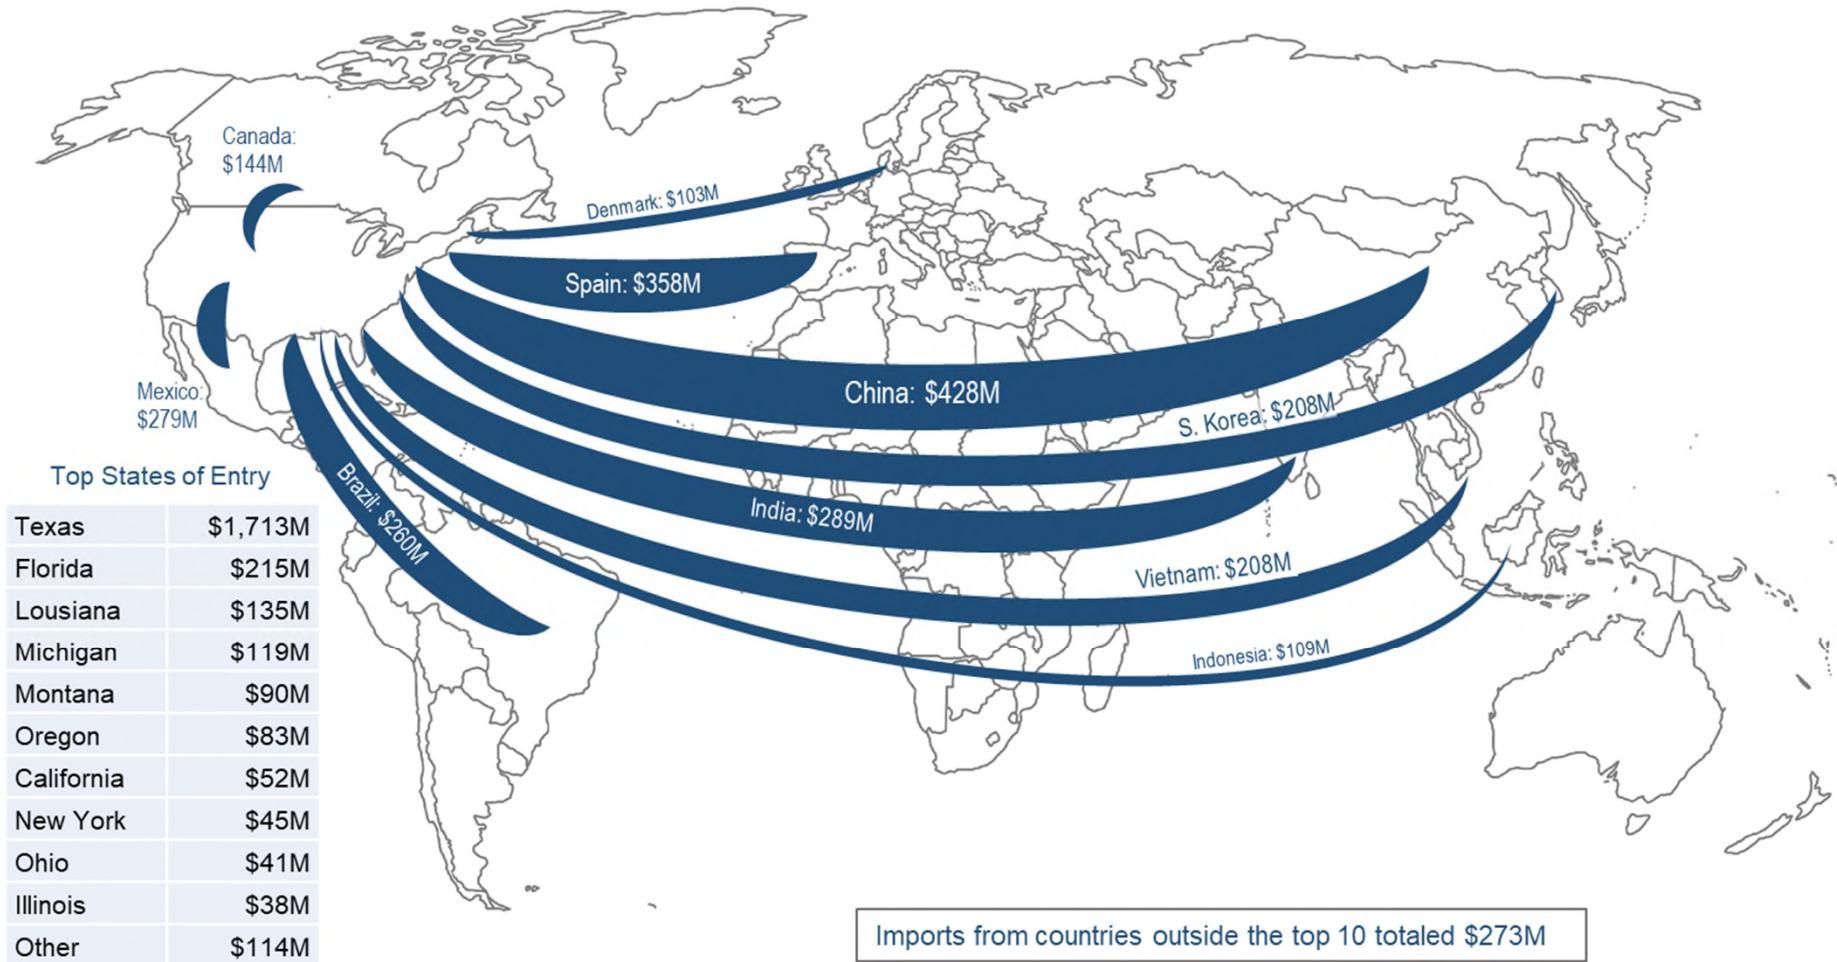 Canada:
$144M
Denmark: $103M
Spain: $358M
China: $428M
Mexico:
$279M
S. Korea: $208M
Brazil: $260M
India: $289M
Vietnam: $208M
Indonesia: $109M
Top States of Entry
Texas $1,713M
Florida $215M
Lousiana $135M
Michigan $119M
Montana $90M
Oregon $83M
California $52M
New York $45M
Ohio $41M
Illinois $38M
Other $114M
Imports from countries outside the top 10 totaled $273M